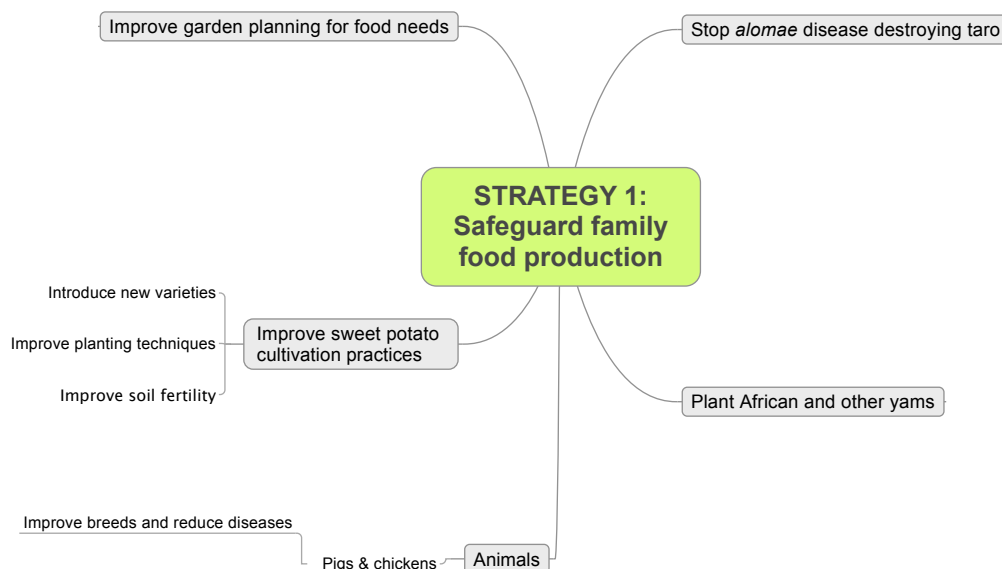 Improve garden planning for food needs
Stop alomae disease destroying taro
STRATEGY 1:
Safeguard family
food production
Introduce new varieties
Improve planting techniques
Improve soil fertility
Improve sweet potato
cultivation practices
Plant African and other yams
Improve breeds and reduce diseases
Pigs & chickens
Animals